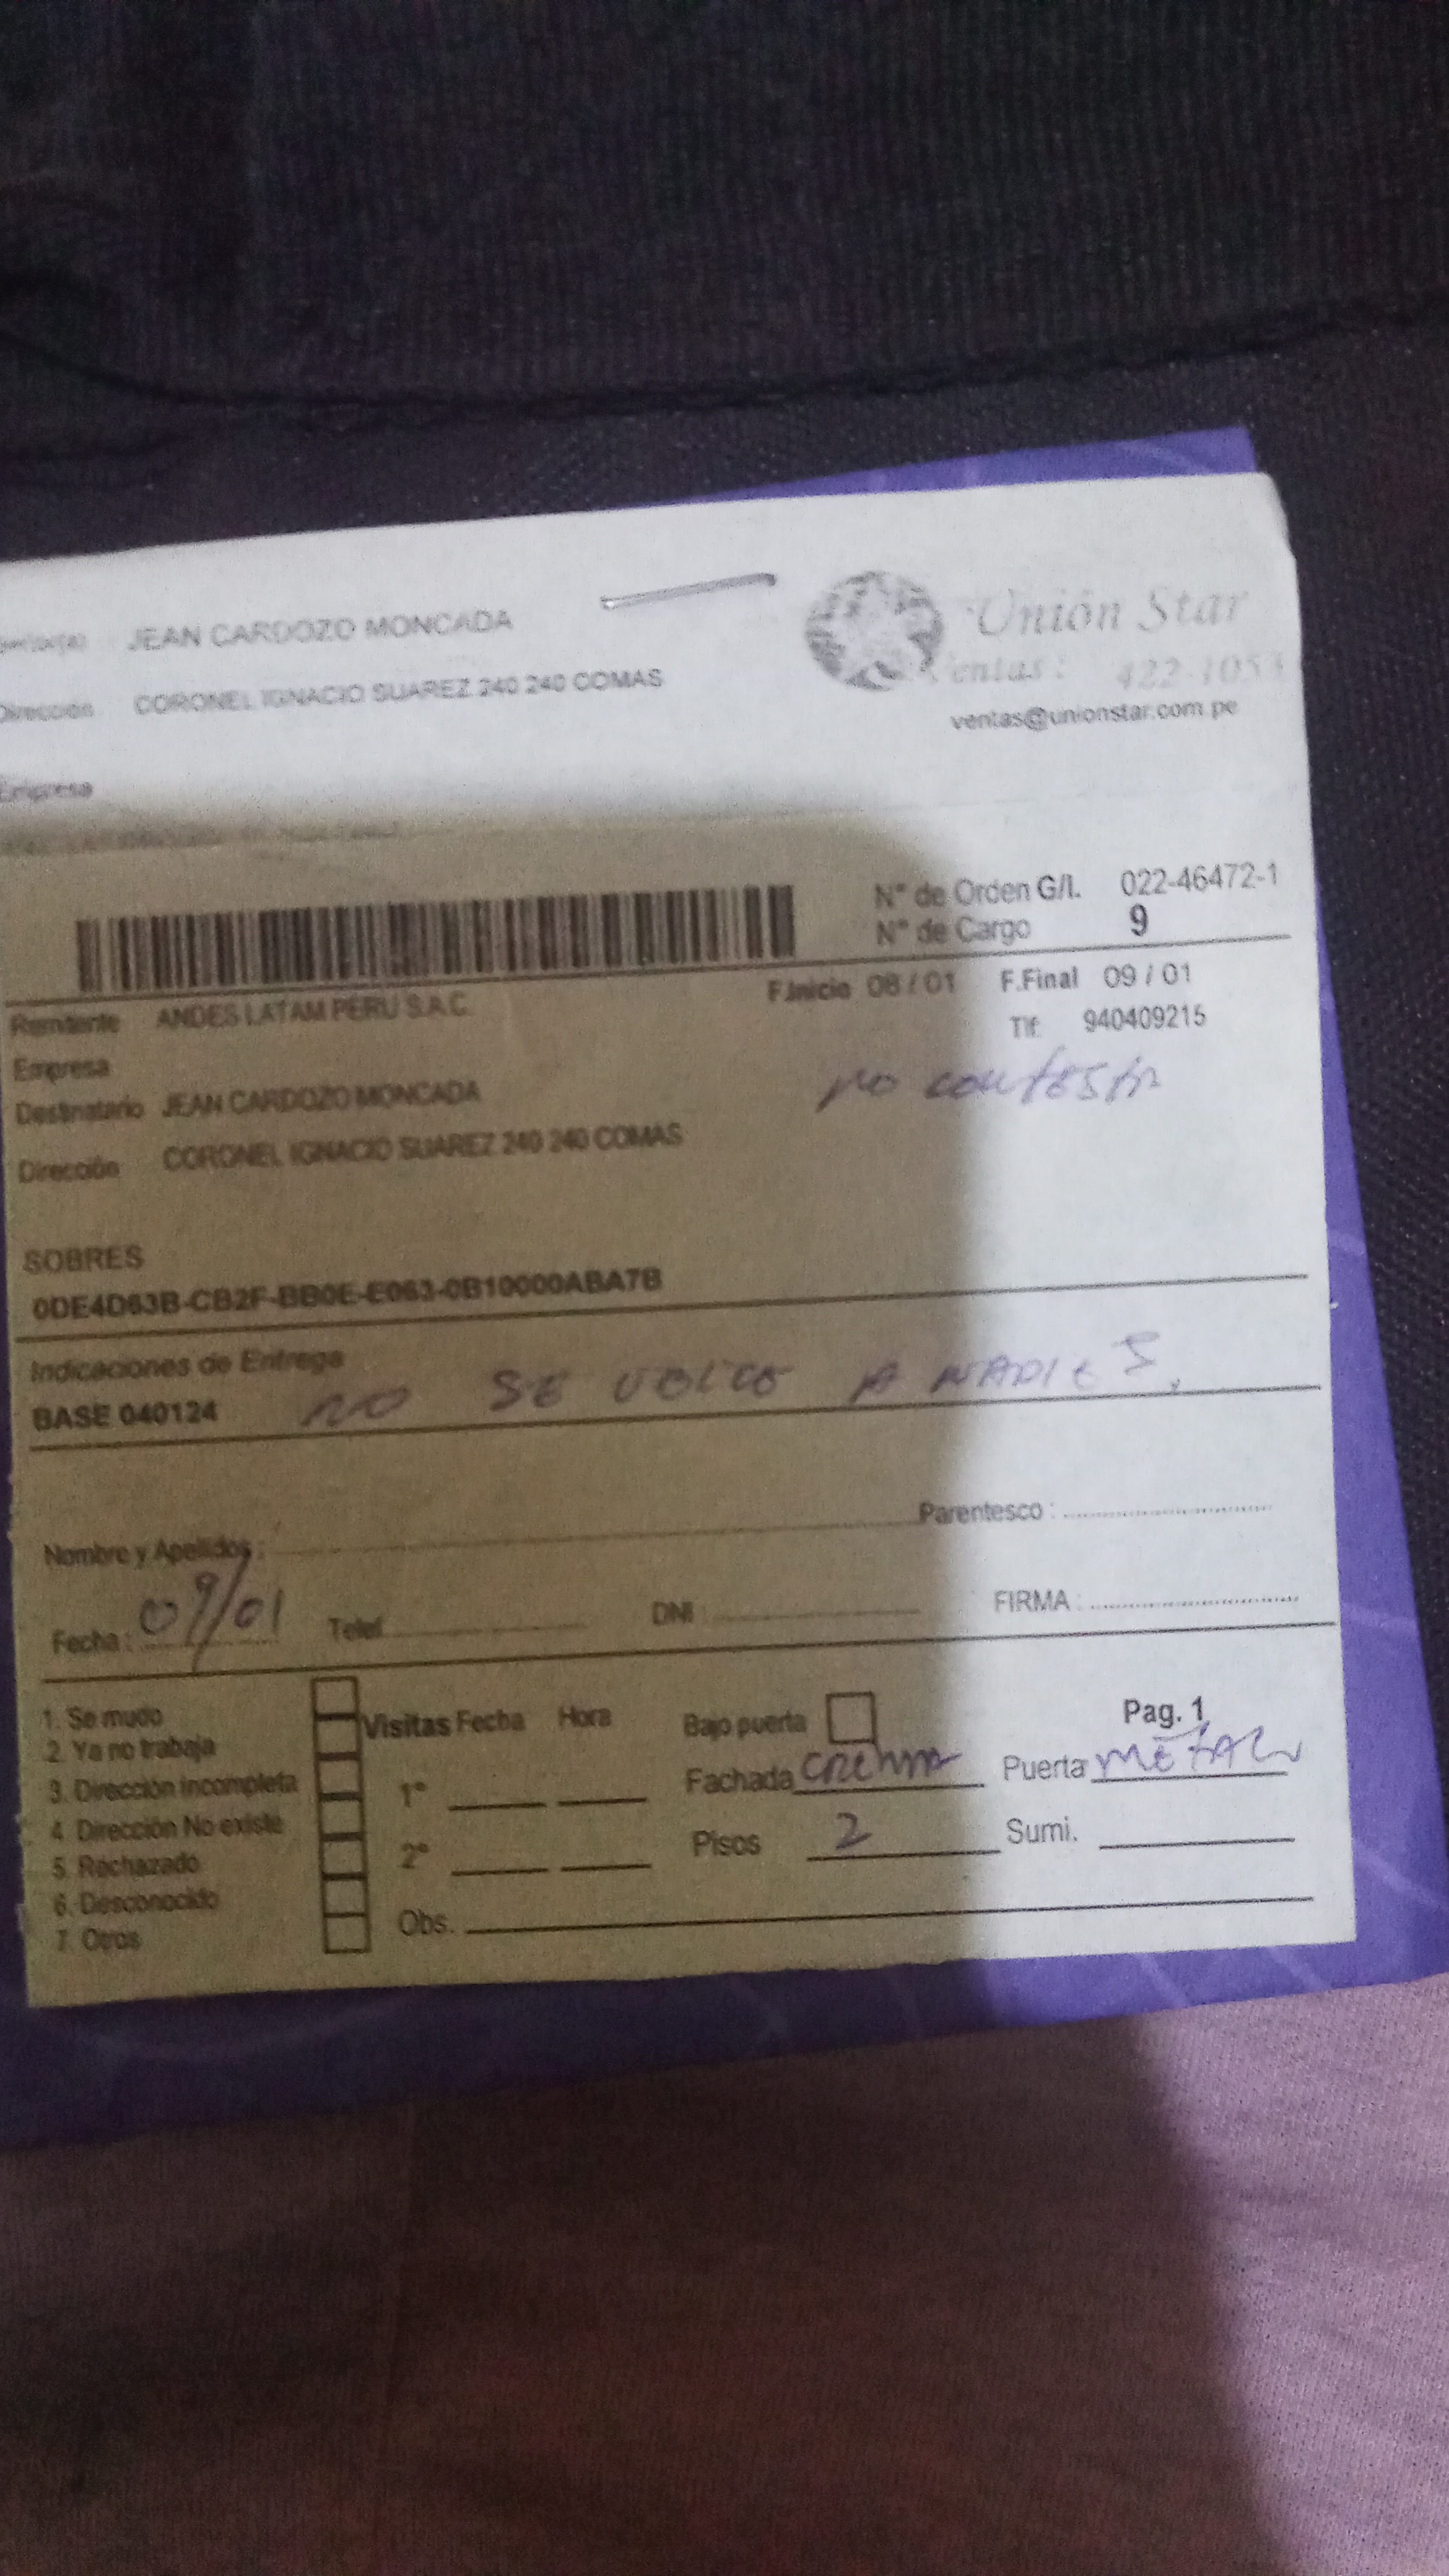 JEAN CARDOZO MONCADA
Unión Star
Dirección CORONEL IGNACIO SUAREZ 240 240 COMAS
Ventas: 422-1053
ventas@unionstar.com.pe
Empresa
N° de Orden G/I. 022-46472-1
N° de Cargo 9
F.Inicio 08/01 F.Final 09/01
Remitente ANDES LATAM PERU S.A.C.
Tlf: 940409215
Empresa
no contesta
Destinatario JEAN CARDOZO MONCADA
Dirección CORONEL IGNACIO SUAREZ 240 240 COMAS
SOBRES
0DE4D63B-CB2F-BB0E-E063-0B10000ABA7B
Indicaciones de Entrega
BASE 040124 NO SE A NADIES.
Parentesco :
Nombre y Apellidos :
Fecha : 09/01 Telef. DNI : FIRMA :
1. Se mudo
2. Ya no trabaja
3. Dirección incompleta
4. Dirección No existe
5. Rechazado
6. Desconocido
7. Otros
Visitas Fecha Hora
1°
2°
Obs.
Bajo puerta Pag. 1
Fachada crema Puerta METAL
Pisos 2 Sumi.